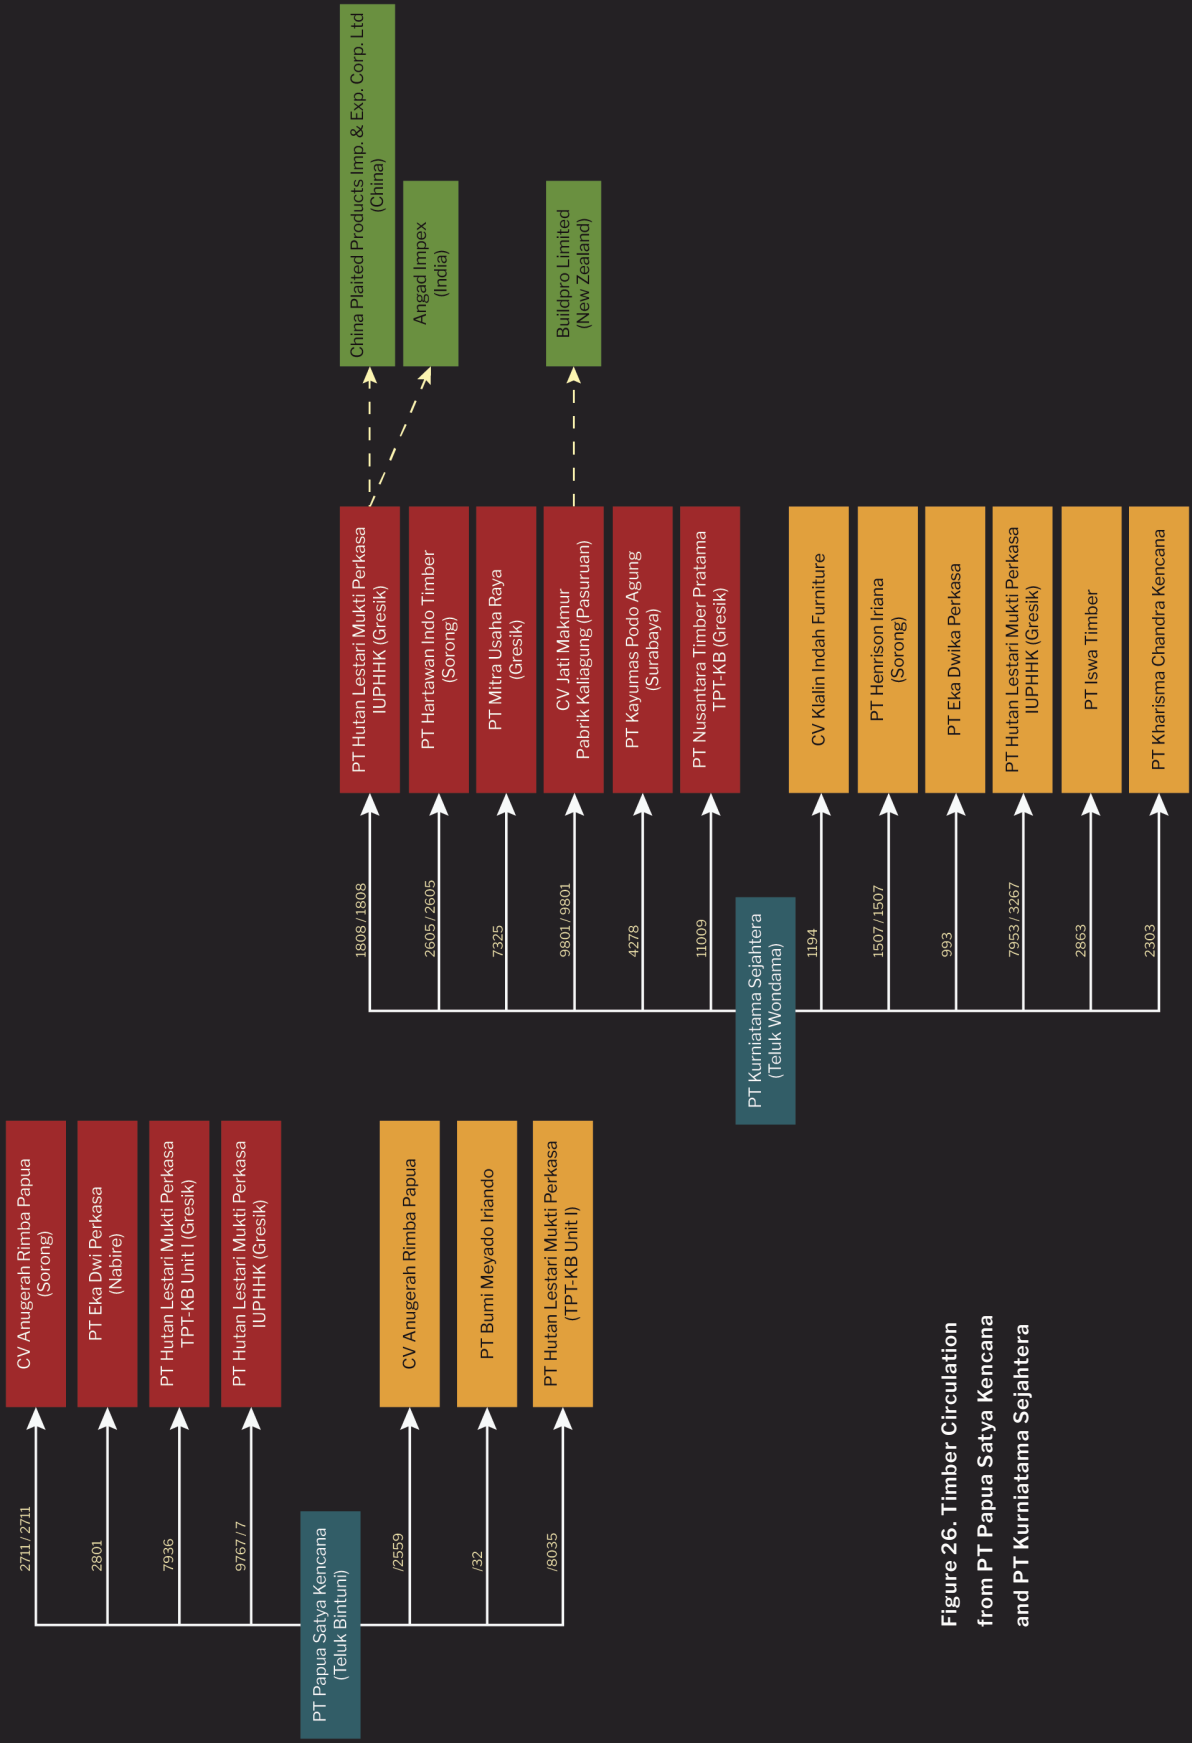 2711 / 2711
CV Anugerah Rimba Papua
(Sorong)
2801
PT Eka Dwi Perkasa
(Nabire)
7936
PT Hutan Lestari Mukti Perkasa
TPT-KB Unit I (Gresik)
9767 / 7
PT Hutan Lestari Mukti Perkasa
IUPHHK (Gresik)
PT Papua Satya Kencana
(Teluk Bintuni)
/2559
CV Anugerah Rimba Papua
/32
PT Bumi Meyado Iriando
/8035
PT Hutan Lestari Mukti Perkasa
(TPT-KB Unit I)
1808 / 1808
PT Hutan Lestari Mukti Perkasa
IUPHHK (Gresik)
China Plaited Products Imp. & Exp. Corp. Ltd
(China)
Angad Impex
(India)
2605 / 2605
PT Hartawan Indo Timber
(Sorong)
7325
PT Mitra Usaha Raya
(Gresik)
9801 / 9801
CV Jati Makmur
Pabrik Kaliagung (Pasuruan)
Buildpro Limited
(New Zealand)
4278
PT Kayumas Podo Agung
(Surabaya)
11009
PT Nusantara Timber Pratama
TPT-KB (Gresik)
PT Kurniatama Sejahtera
(Teluk Wondama)
1194
CV Klalin Indah Furniture
1507 / 1507
PT Henrison Iriana
(Sorong)
993
PT Eka Dwika Perkasa
7953 / 3267
PT Hutan Lestari Mukti Perkasa
IUPHHK (Gresik)
2863
PT Iswa Timber
2303
PT Kharisma Chandra Kencana
Figure 26. Timber Circulation
from PT Papua Satya Kencana
and PT Kurniatama Sejahtera